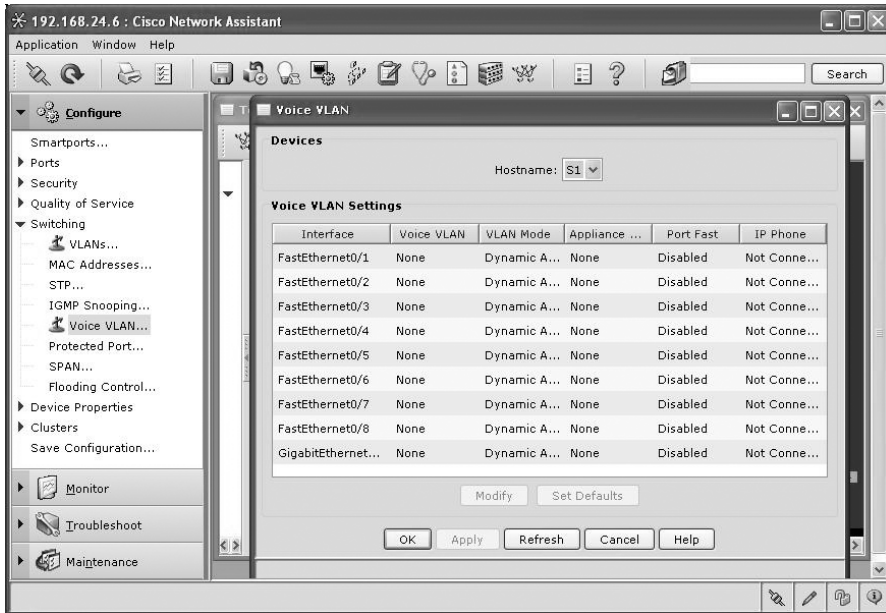 192.168.24.6 : Cisco Network Assistant
Application Window Help
Search
Configure
Smartports...
Ports
Security
Quality of Service
Switching
VLANs...
MAC Addresses...
STP...
IGMP Snooping...
Voice VLAN...
Protected Port...
SPAN...
Flooding Control...
Device Properties
Clusters
Save Configuration...
Monitor
Troubleshoot
Maintenance
T
Voice VLAN
Devices
Hostname: S1
Voice VLAN Settings
Interface Voice VLAN VLAN Mode Appliance ... Port Fast IP Phone
FastEthernet0/1 None Dynamic A... None Disabled Not Conne...
FastEthernet0/2 None Dynamic A... None Disabled Not Conne...
FastEthernet0/3 None Dynamic A... None Disabled Not Conne...
FastEthernet0/4 None Dynamic A... None Disabled Not Conne...
FastEthernet0/5 None Dynamic A... None Disabled Not Conne...
FastEthernet0/6 None Dynamic A... None Disabled Not Conne...
FastEthernet0/7 None Dynamic A... None Disabled Not Conne...
FastEthernet0/8 None Dynamic A... None Disabled Not Conne...
GigabitEthernet... None Dynamic A... None Disabled Not Conne...
Modify Set Defaults
OK Apply Refresh Cancel Help